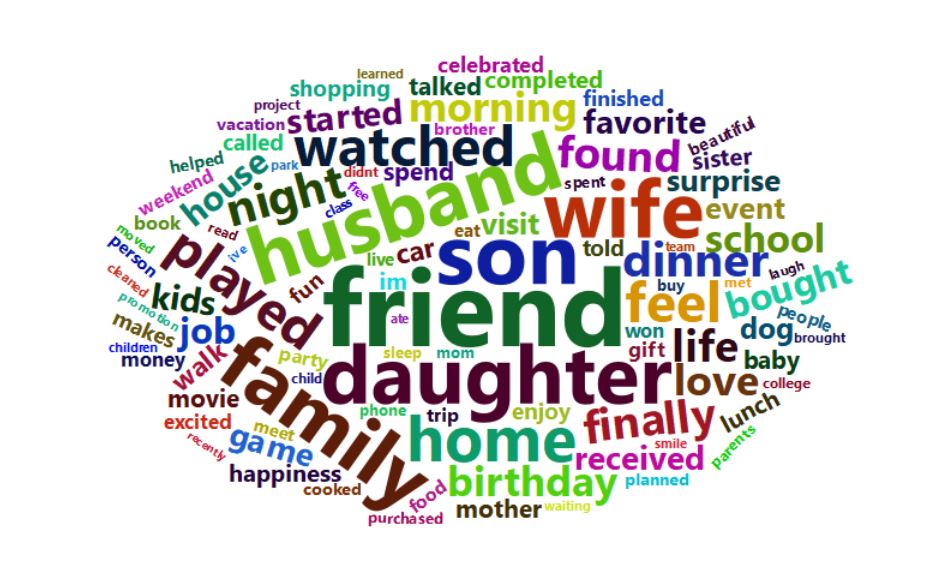 learned
celebrated
shopping
talked
completed
project
started
morning
finished
vacation
brother
favorite
beautiful
called
watched
found
sister
helped
park
didnt
spend
spent
surprise
weekend
house
night
free
husband
wife
event
book
class
eat
visit
school
moved
read
ive
live
car
son
told
team
dinner
laugh
person
played
fun
im
friend
buy
met
bought
cleaned
kids
feel
people
promotion
job
ate
won
dog
brought
makes
children
money
walk
family
party
sleep
mom
gift
life
baby
child
daughter
love
college
movie
phone
trip
enjoy
lunch
excited
meet
finally
smile
parents
recently
game
home
received
happiness
birthday
planned
cooked
food
mother
waiting
purchased